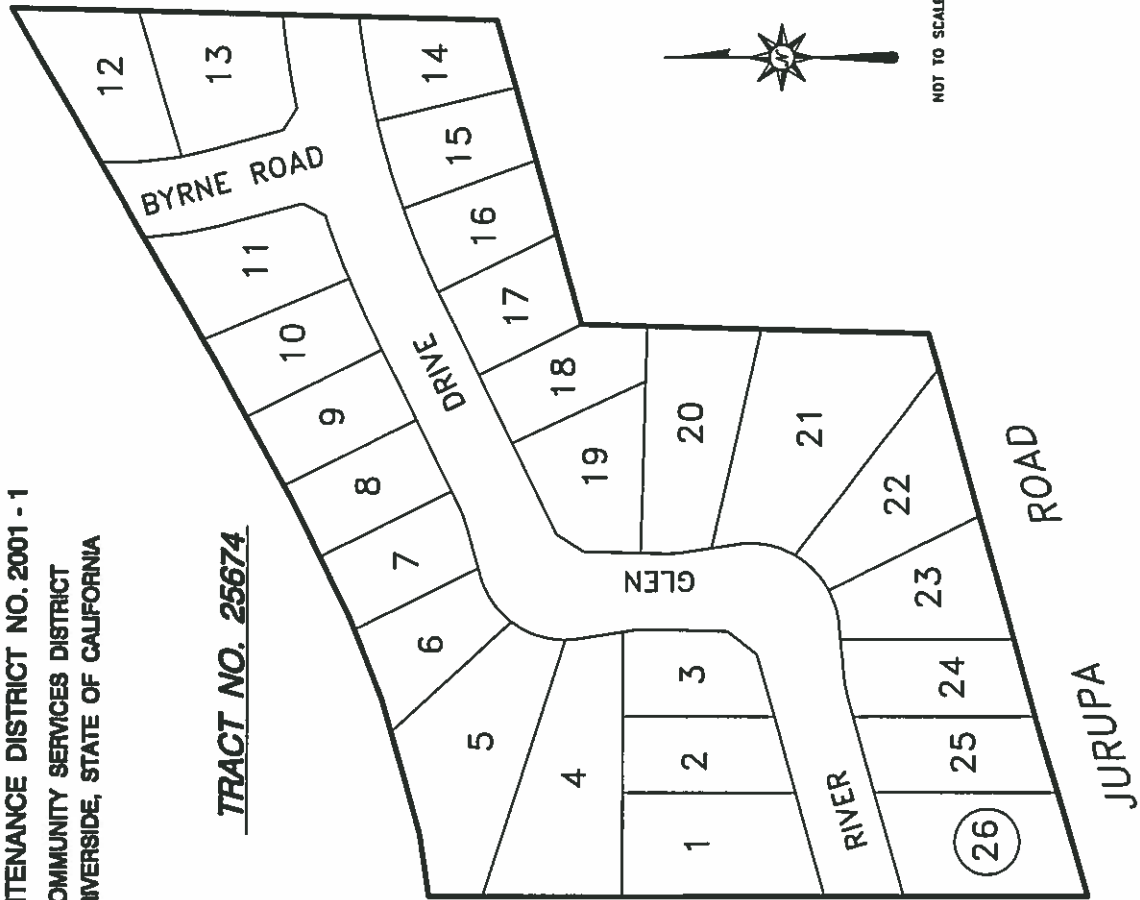 NTENANCE DISTRICT NO. 2001 - 1
OMMUNITY SERVICES DISTRICT
IVERSIDE, STATE OF CALIFORNIA
TRACT NO. 25674
12
13
14
BYRNE ROAD
15
11
16
10
17
DRIVE
9
18
8
19
20
7
21
6
GLEN
22
5
3
23
4
2
24
1
25
RIVER
26
JURUPA ROAD
N
NOT TO SCALE